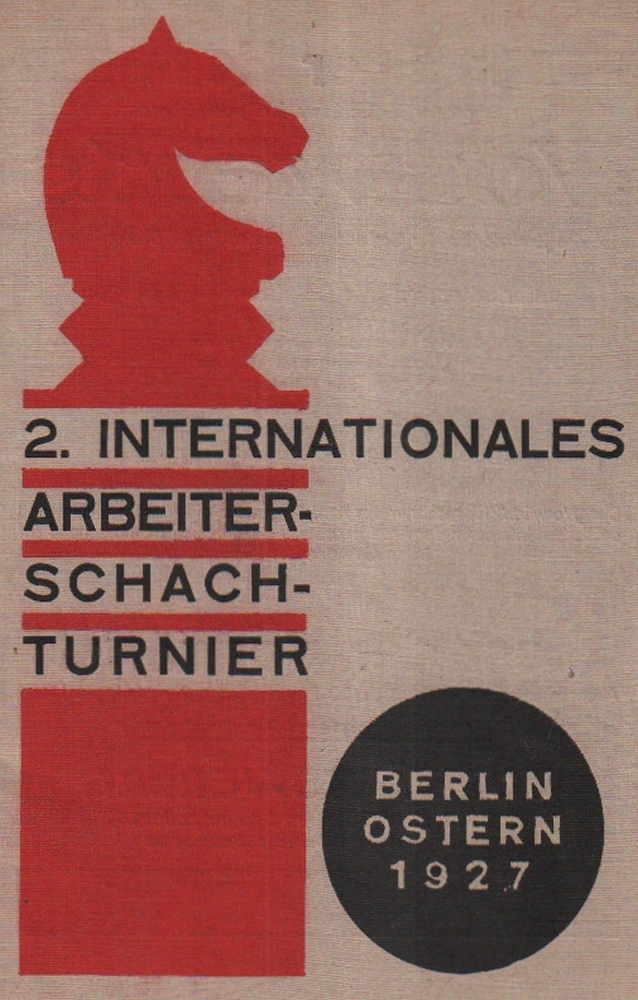 2. INTERNATIONALES
ARBEITER-
SCHACH-
TURNIER
BERLIN
OSTERN
1927